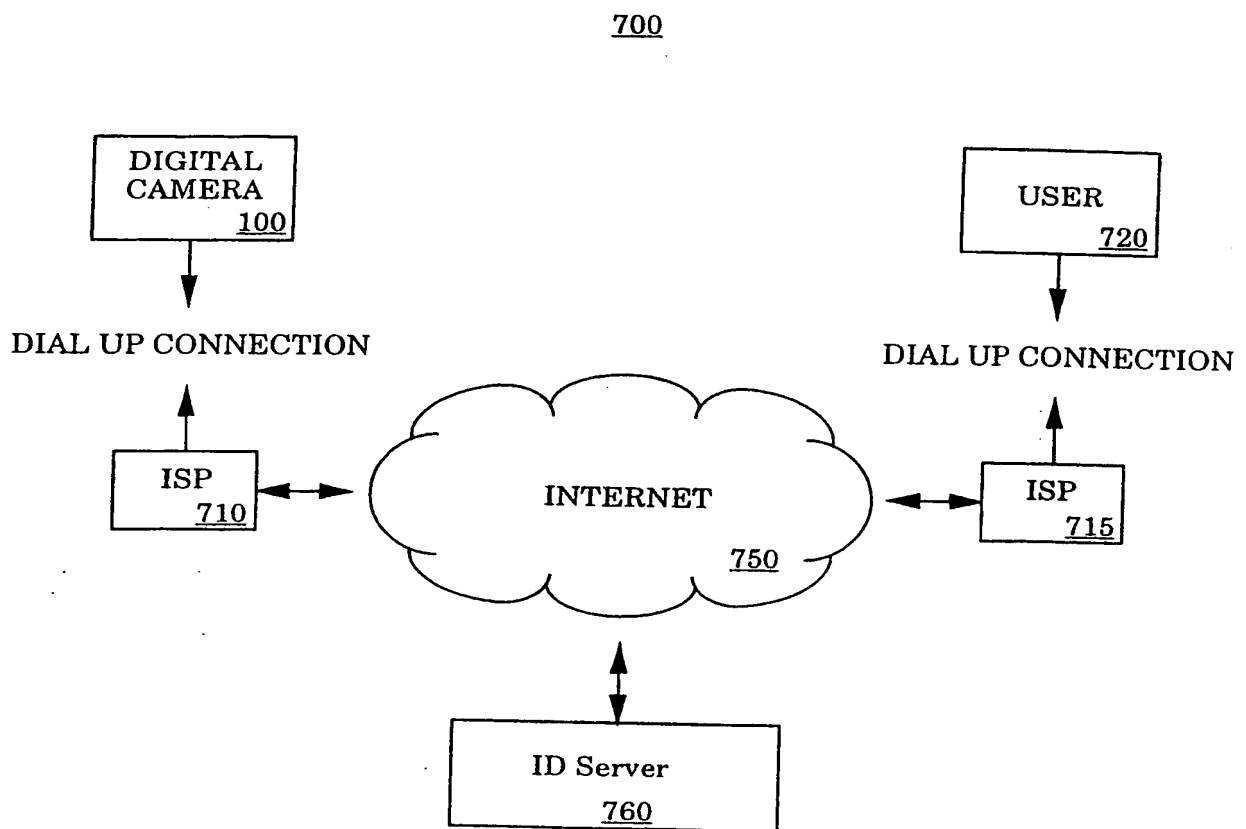 700
DIGITAL
CAMERA
100
DIAL UP CONNECTION
ISP
710
USER
720
DIAL UP CONNECTION
ISP
715
INTERNET
750
ID Server
760